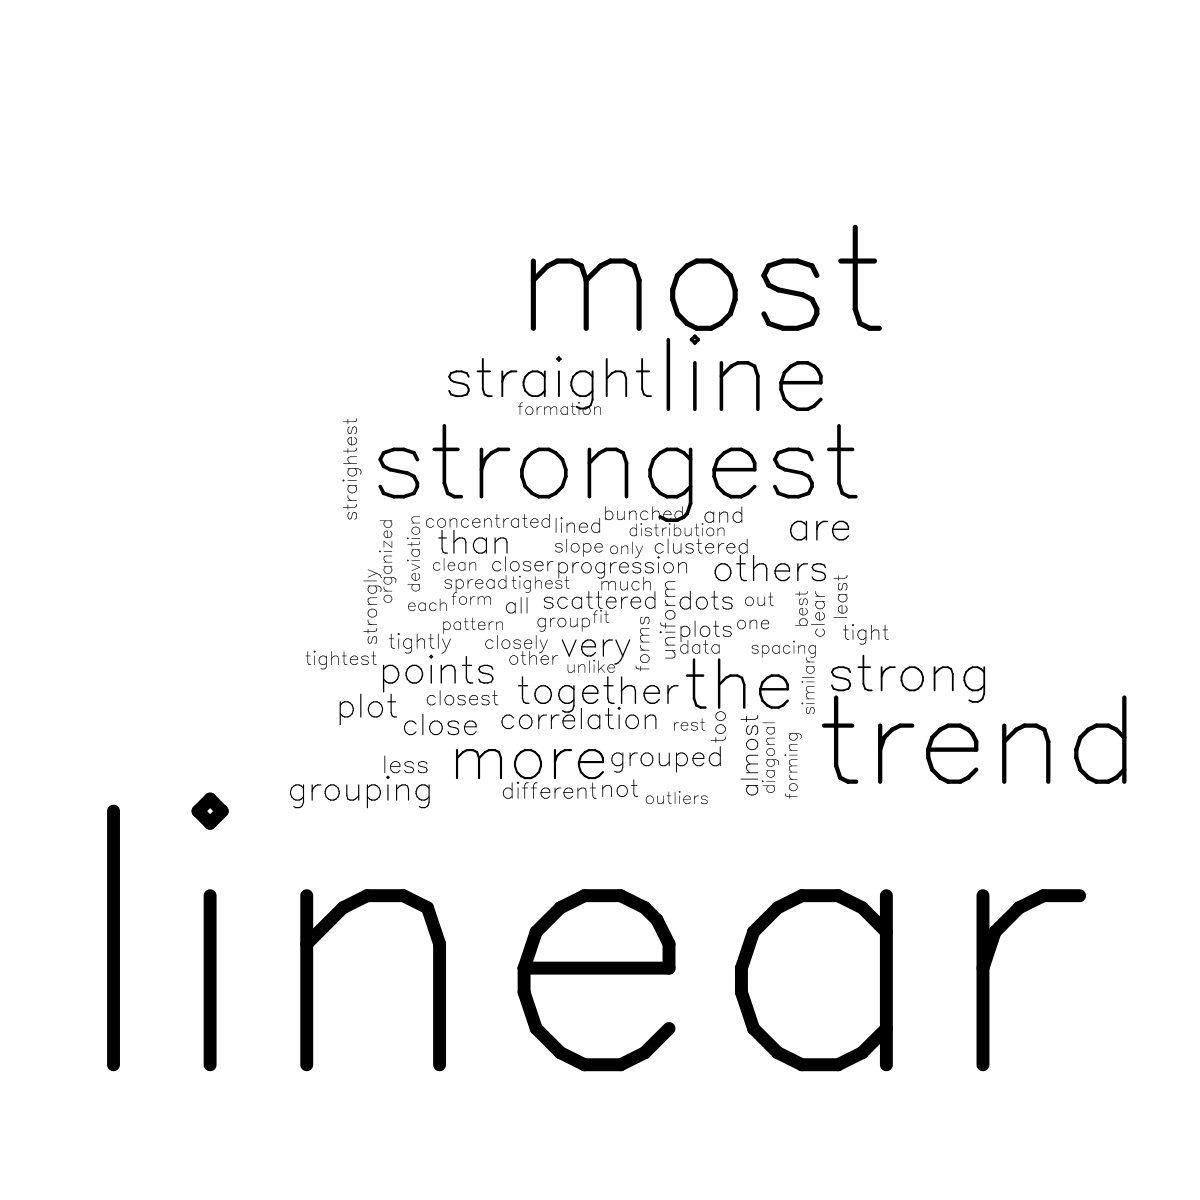 most
straight line
formation
straightest
strongest
bunched and
concentrated lined distribution are
organized deviation than slope only clustered
clean closer progression others
strongly spread tighest much uniform least
each form all scattered dots out best clear
pattern group fit forms plots one tight
tightly closely very data spacing
tightest other unlike similar
points the strong
closest together
plot correlation rest too trend
close almost diagonal forming
more grouped
less
grouping different not outliers
linear